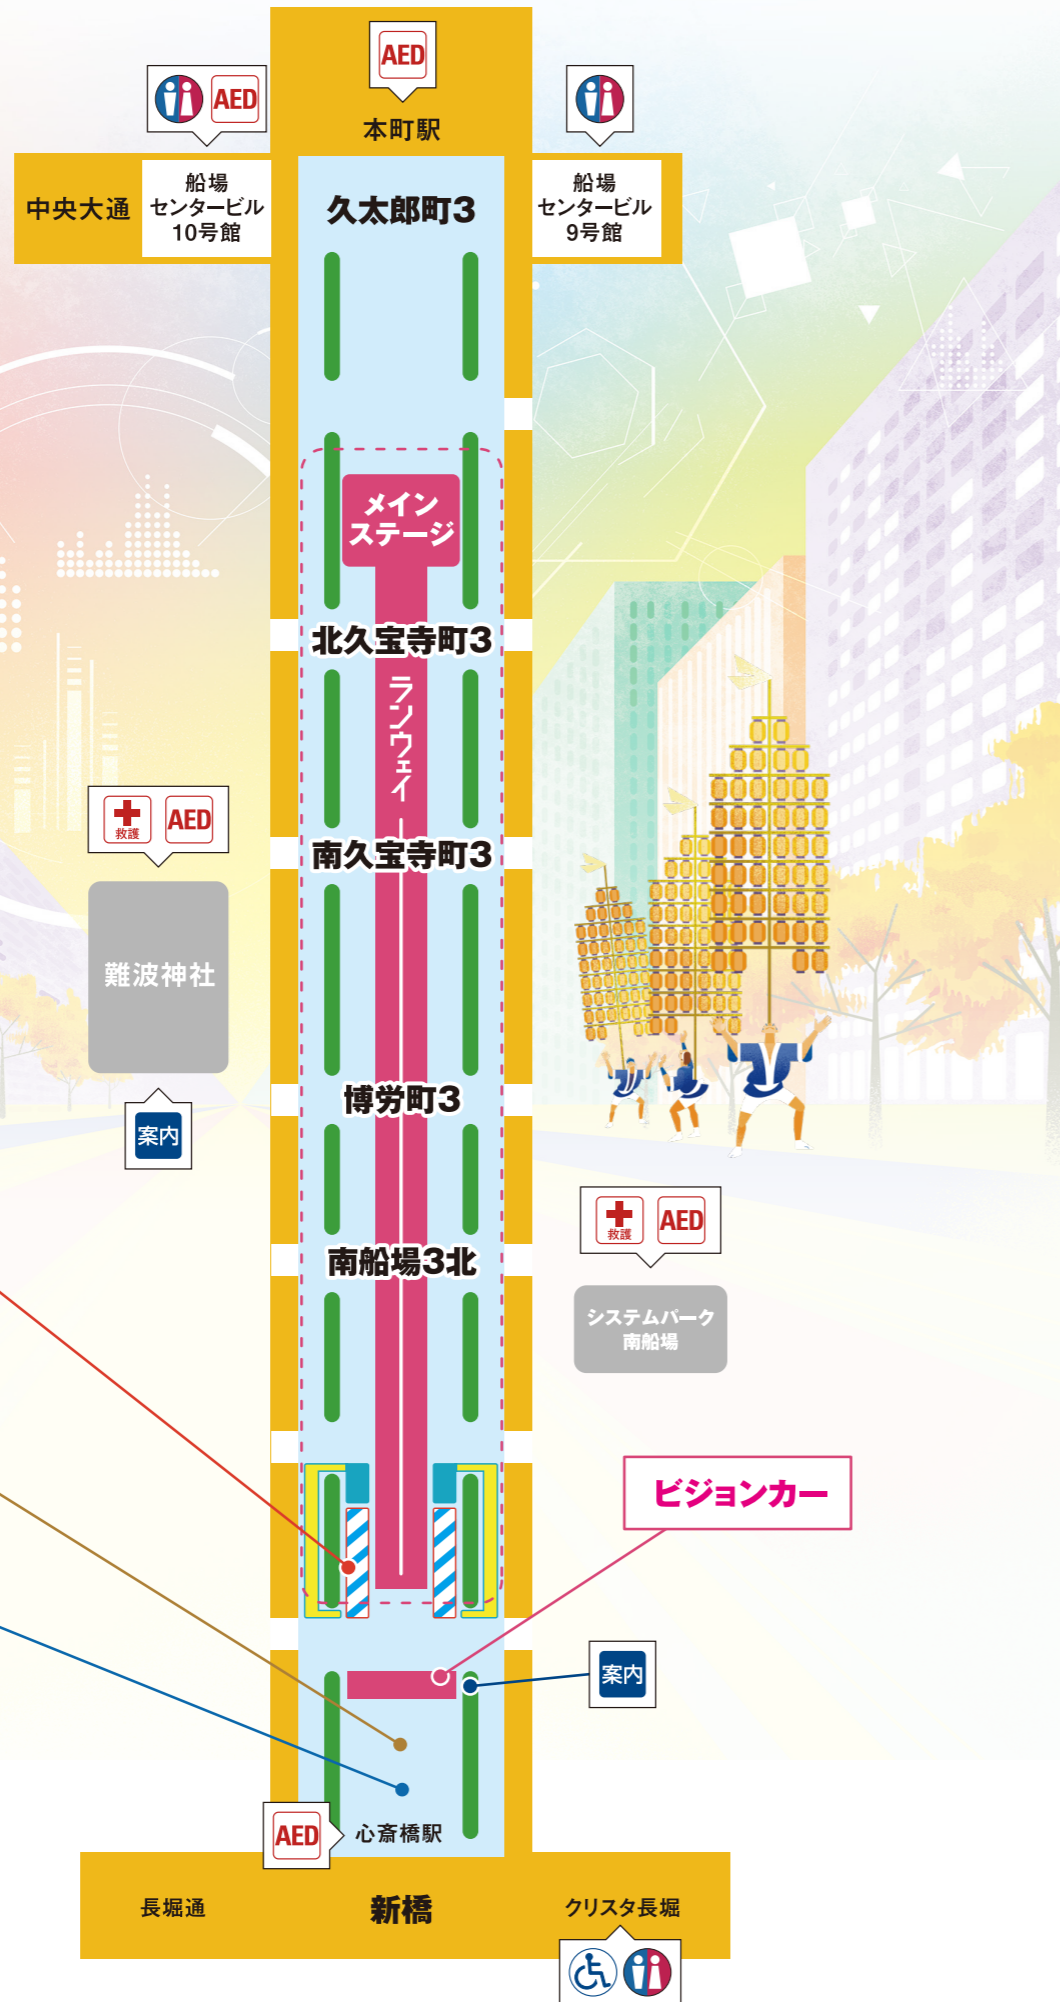 AED
本町駅
AED
中央大通
船場
センタービル
10号館
久太郎町3
船場
センタービル
9号館
メイン
ステージ
北久宝寺町3
ランウェイ
救護
AED
南久宝寺町3
難波神社
案内
博労町3
救護
AED
南船場3北
システムパーク
南船場
ビジョンカー
案内
AED
心斎橋駅
長堀通
新橋
クリスタ長堀